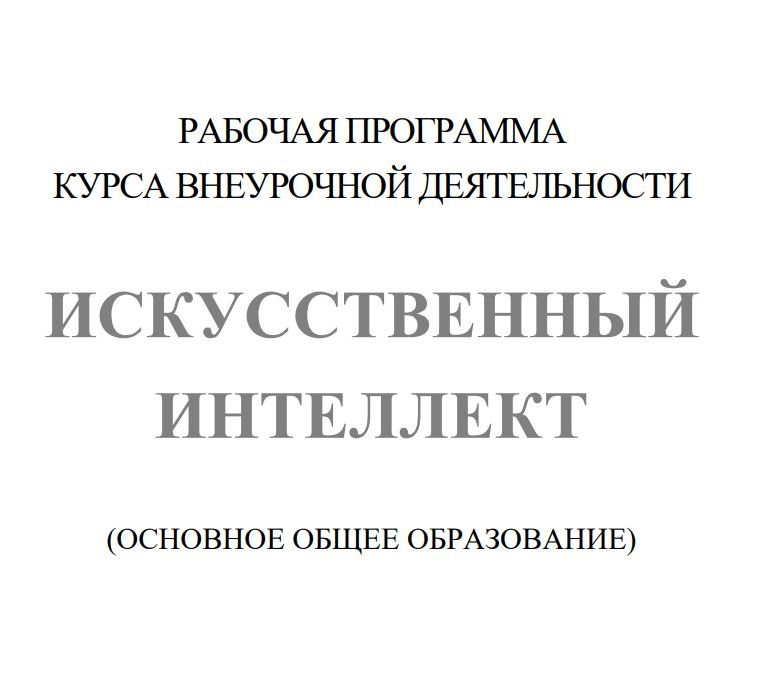 РАБОЧАЯ ПРОГРАММА
КУРСА ВНЕУРОЧНОЙ ДЕЯТЕЛЬНОСТИ
ИСКУССТВЕННЫЙ
ИНТЕЛЛЕКТ
(ОСНОВНОЕ ОБЩЕЕ ОБРАЗОВАНИЕ)